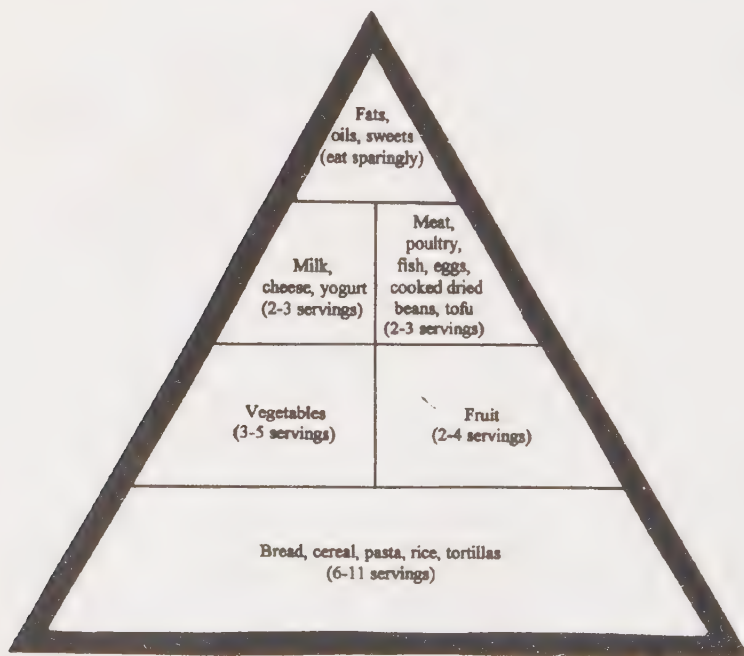 Fats,
oils, sweets
(eat sparingly)
Milk,
cheese, yogurt
(2-3 servings)
Meat,
poultry,
fish, eggs,
cooked dried
beans, tofu
(2-3 servings)
Vegetables
(3-5 servings)
Fruit
(2-4 servings)
Bread, cereal, pasta, rice, tortillas
(6-11 servings)